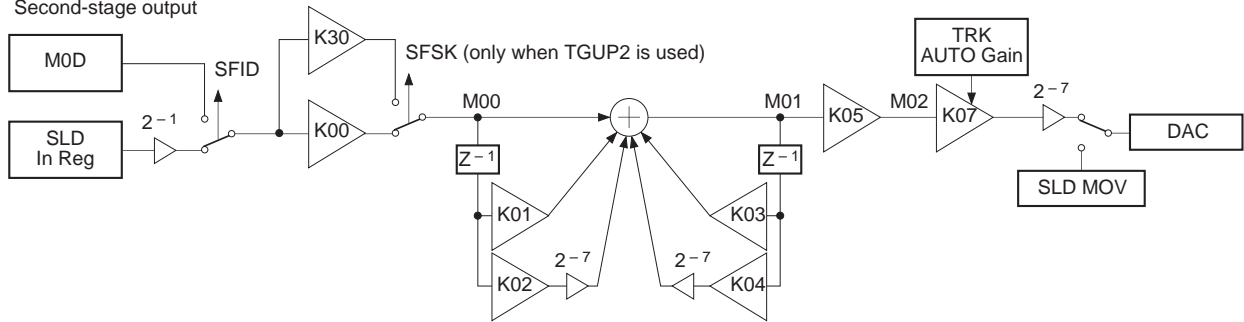 Second-stage output
M0D
SFID
2 – 1
SLD
In Reg
K30
K00
SFSK (only when TGUP2 is used)
M00
Z – 1
K01
K02
2 – 7
M01
Z – 1
K03
K04
2 – 7
K05
M02
TRK
AUTO Gain
K07
2 – 7
DAC
SLD MOV